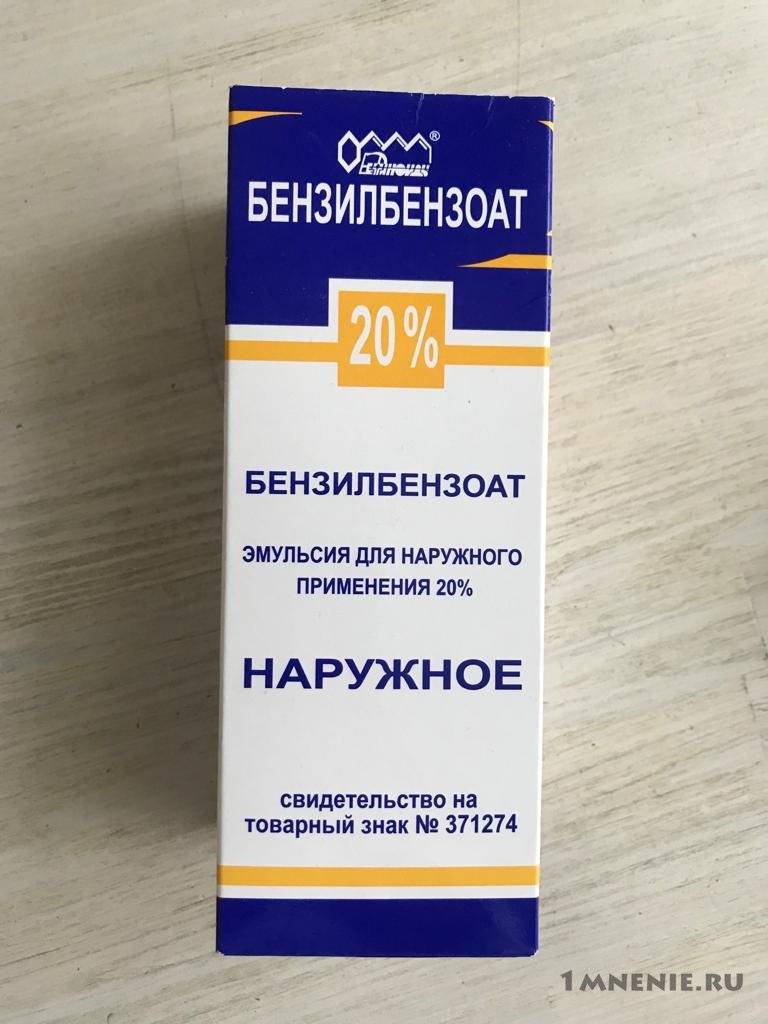 ®
БЕНЗИЛБЕНЗОАТ
20%
БЕНЗИЛБЕНЗОАТ
ЭМУЛЬСИЯ ДЛЯ НАРУЖНОГО
ПРИМЕНЕНИЯ 20%
НАРУЖНОЕ
свидетельство на
товарный знак № 371274
1MNENIE.RU